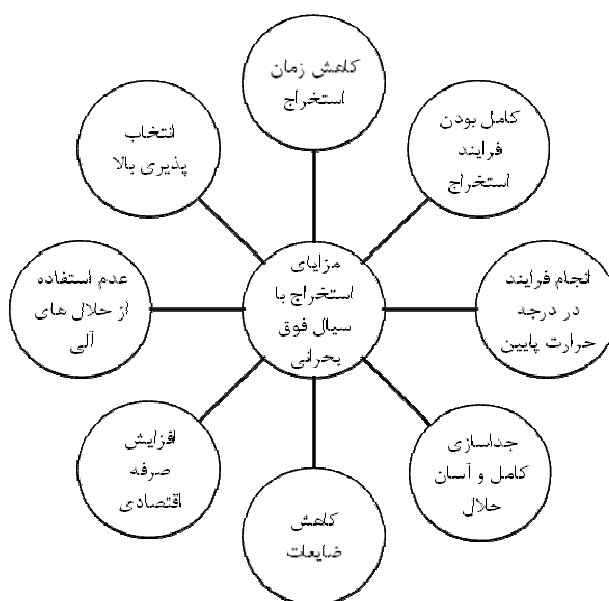 مزایای
استخراج با
سیال فوق
بحرانی
کاهش زمان
استخراج
کامل بودن
فرایند
استخراج
انجام فرایند
در درجه
حرارت پایین
جداسازی
کامل و آسان
حلال
کاهش
ضایعات
افزایش
صرفه
اقتصادی
عدم استفاده
از حلال های
آلی
انتخاب
پذیری بالا